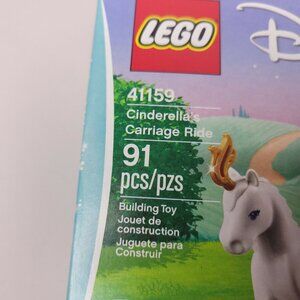 LEGO
D
41159
Cinderella's
Carriage Ride
91
pcs/pzs
Building Toy
Jouet de
construction
Juguete para
Construir